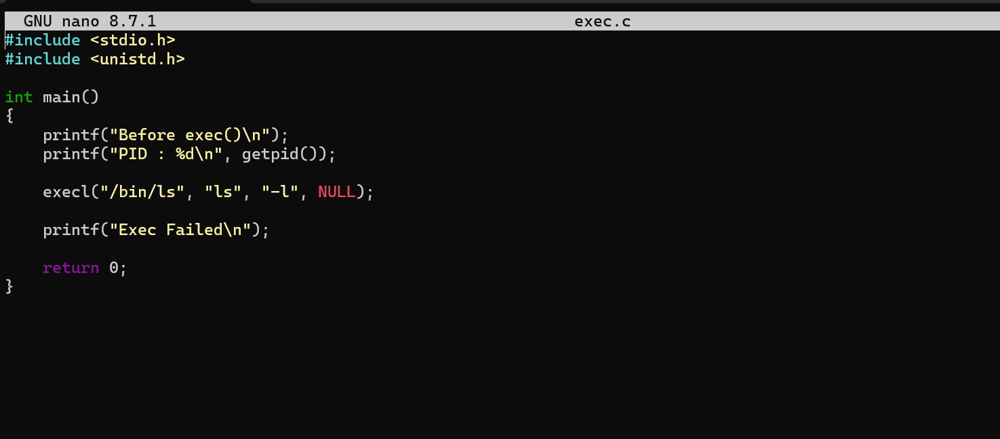 GNU nano 8.7.1 exec.c
#include <stdio.h>
#include <unistd.h>
int main()
{
printf("Before exec()\n");
printf("PID : %d\n", getpid());
execl("/bin/ls", "ls", "-l", NULL);
printf("Exec Failed\n");
return 0;
}